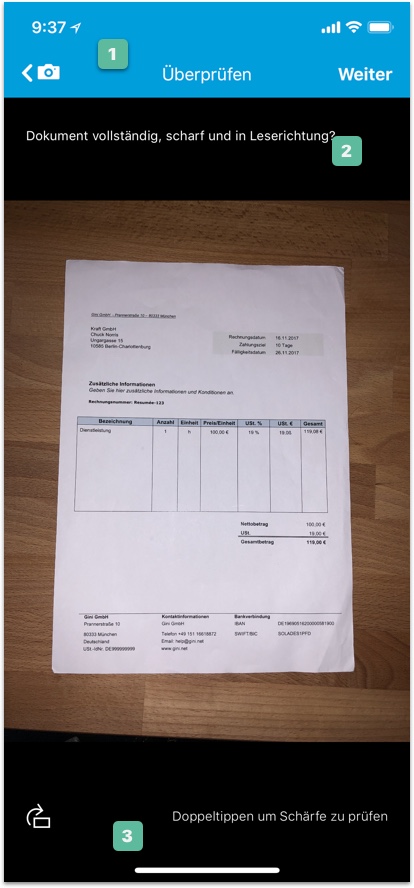 9:37
1
Überprüfen
Weiter
Dokument vollständig, scharf und in Leserichtung?
2
Gini GmbH - Prannerstraße 10 - 80333 München
Kraft GmbH
Chuck Norris
Ungargasse 15
10585 Berlin-Charlottenburg
Rechnungsdatum 16.11.2017
Zahlungsziel 10 Tage
Fälligkeitsdatum 26.11.2017
Zusätzliche Informationen
Geben Sie hier zusätzliche Informationen und Konditionen an.
Rechnungsnummer: Resumée-123
Bezeichnung Anzahl Einheit Preis/Einheit USt. % USt. € Gesamt
Dienstleistung 1 h 100,00 € 19 % 19,00 119,00 €
Nettobetrag 100,00 €
USt. 19,00 €
Gesamtbetrag 119,00 €
Gini GmbH Kontaktinformationen Bankverbindung
Prannerstraße 10 Gini GmbH IBAN
80333 München Telefon +49 151 16818872 SWIFT/BIC SOLADES1PFD
Deutschland Email: help@gini.net
USt.-IdNr. DE999999999 www.gini.net
3
Doppeltippen um Schärfe zu prüfen